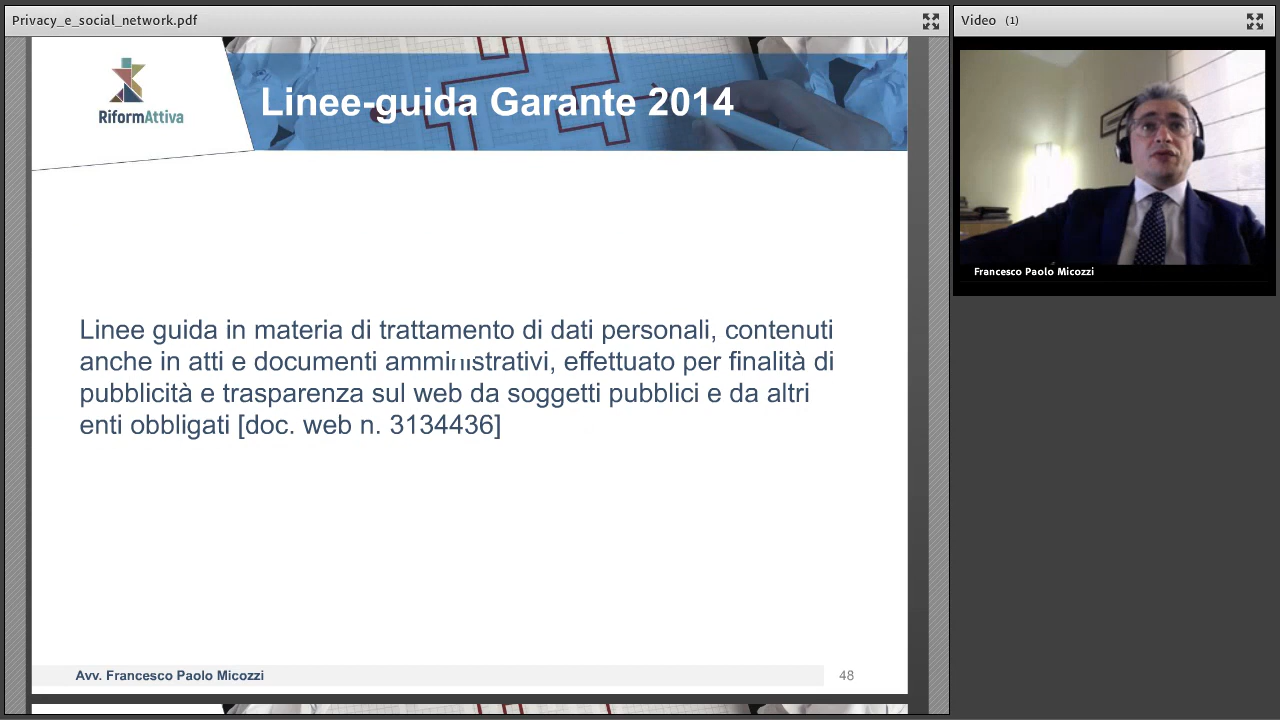 Privacy_e_social_network.pdf
Video (1)
RiformAttiva
Linee-guida Garante 2014
Francesco Paolo Micozzi
Linee guida in materia di trattamento di dati personali, contenuti
anche in atti e documenti amministrativi, effettuato per finalità di
pubblicità e trasparenza sul web da soggetti pubblici e da altri
enti obbligati [doc. web n. 3134436]
Avv. Francesco Paolo Micozzi
48